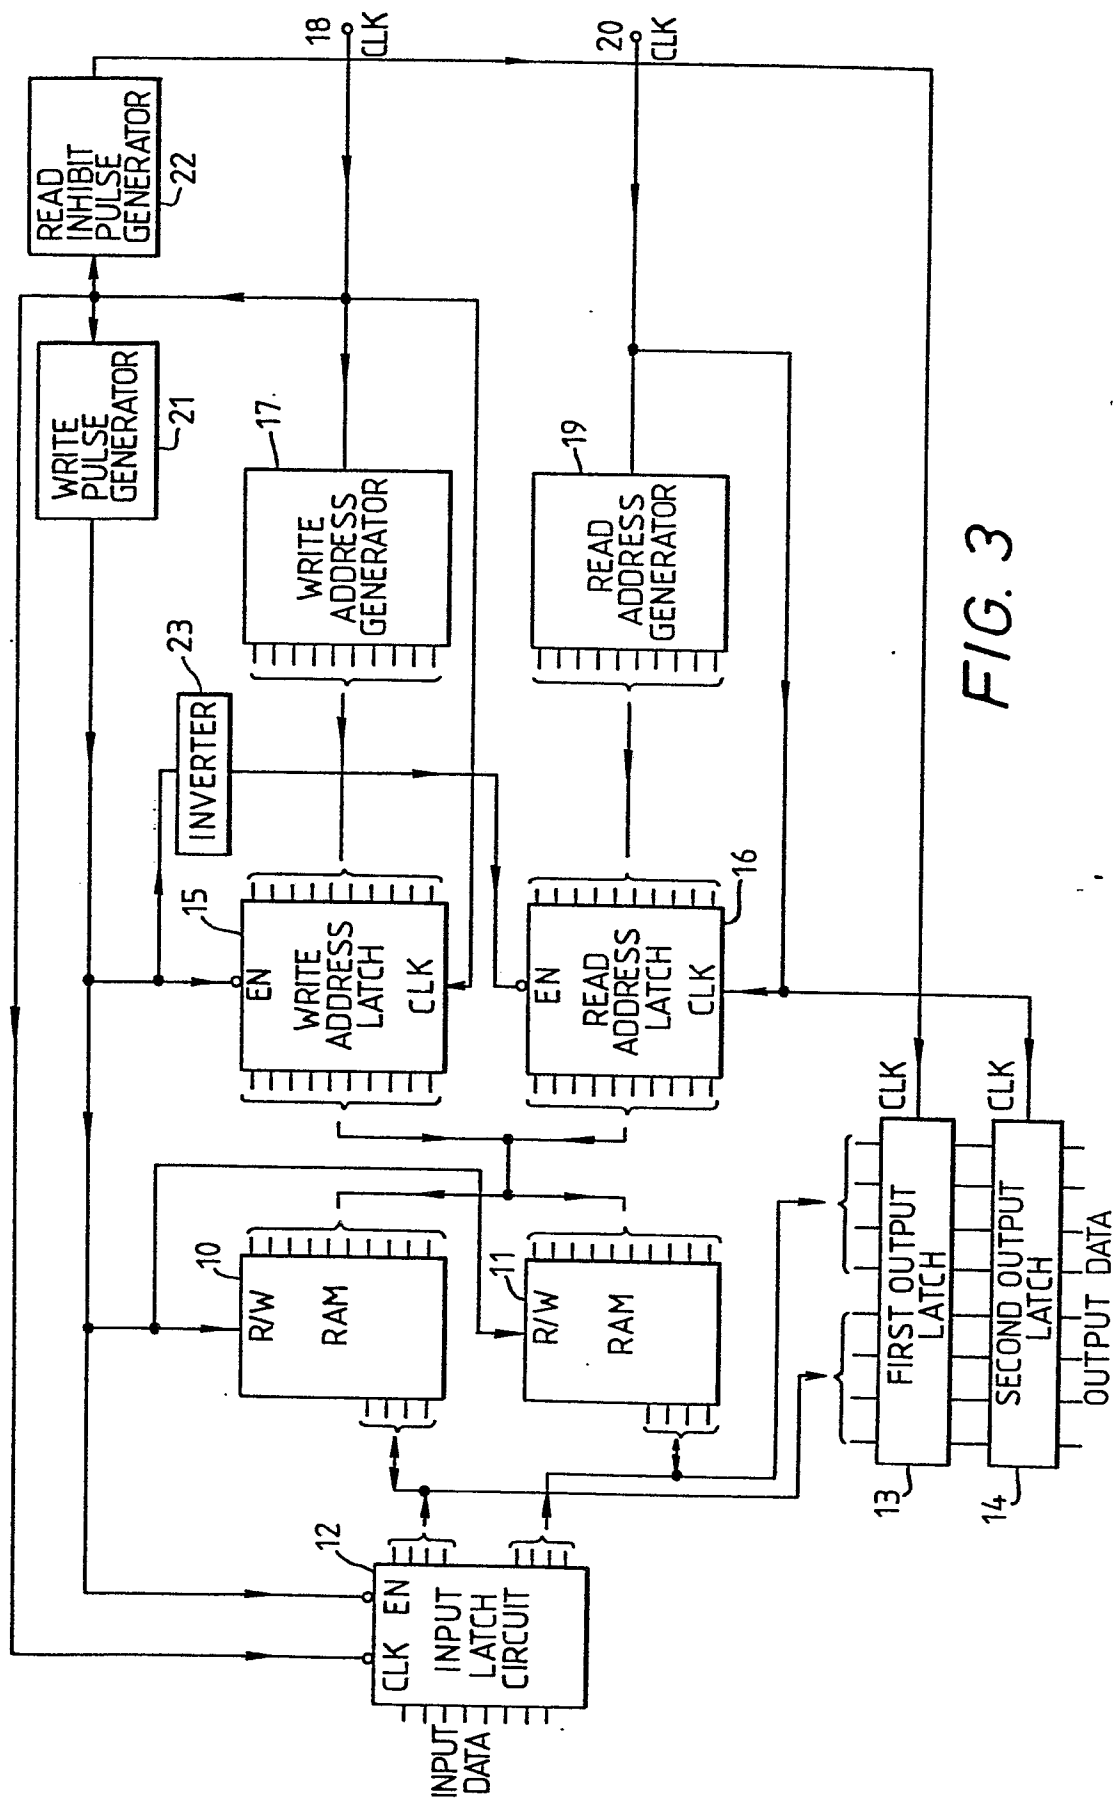 18
CLK
20
CLK
READ
INHIBIT
PULSE
GENERATOR
22
WRITE
PULSE
GENERATOR
21
17
WRITE
ADDRESS
GENERATOR
19
READ
ADDRESS
GENERATOR
23
INVERTER
15
EN
WRITE
ADDRESS
LATCH
CLK
16
EN
READ
ADDRESS
LATCH
CLK
10
R/W
RAM
11
R/W
RAM
12
CLK EN
INPUT
LATCH
CIRCUIT
INPUT
DATA
CLK
FIRST OUTPUT
LATCH
13
CLK
SECOND OUTPUT
LATCH
14
OUTPUT DATA
FIG. 3